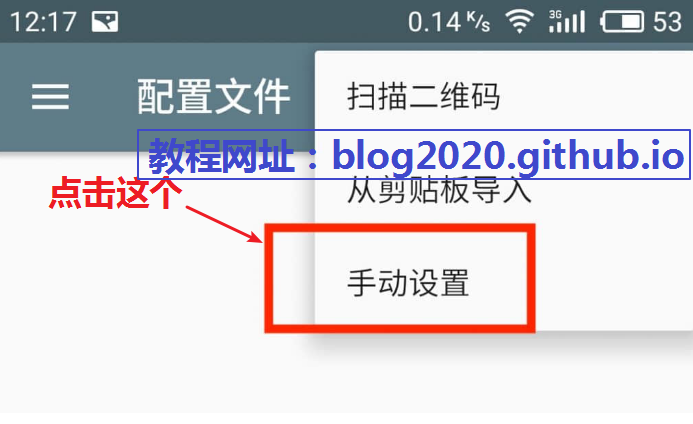 12:17 0.14 K/s 3G 53
配置文件
扫描二维码
教程网址：blog2020.github.io
从剪贴板导入
点击这个
手动设置